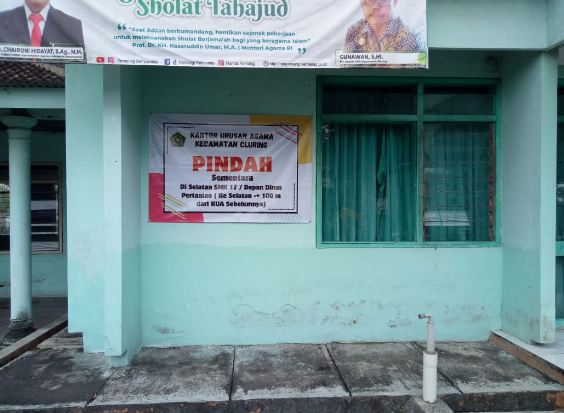 Sholat Tahajud
"Saat Adzan berkumandang, hentikan sejenak pekerjaan
untuk melaksanakan Sholat Berjama'ah bagi yang beragama Islam"
Prof. Dr. KH. Nasaruddin Umar, M.A. | Menteri Agama RI
CHAIRONI HIDAYAT, S.Ag., M.M.
GUNAWAN, S.HI.
KANTOR URUSAN AGAMA
KECAMATAN CLURING
PINDAH
Sementara
Di Selatan SMK 17 / Depan Dinas
Pertanian ( Ke Selatan -+ 100 m
dari KUA Sebelumnya)